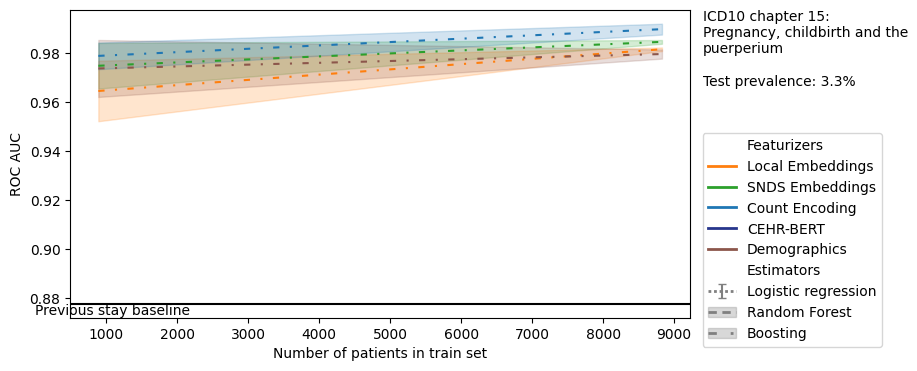 ICD10 chapter 15:
Pregnancy, childbirth and the
puerperium
Test prevalence: 3.3%
ROC AUC
0.98
0.96
0.94
0.92
0.90
0.88
Previous stay baseline
1000 2000 3000 4000 5000 6000 7000 8000 9000
Number of patients in train set
Featurizers
Local Embeddings
SNDS Embeddings
Count Encoding
CEHR-BERT
Demographics
Estimators
Logistic regression
Random Forest
Boosting